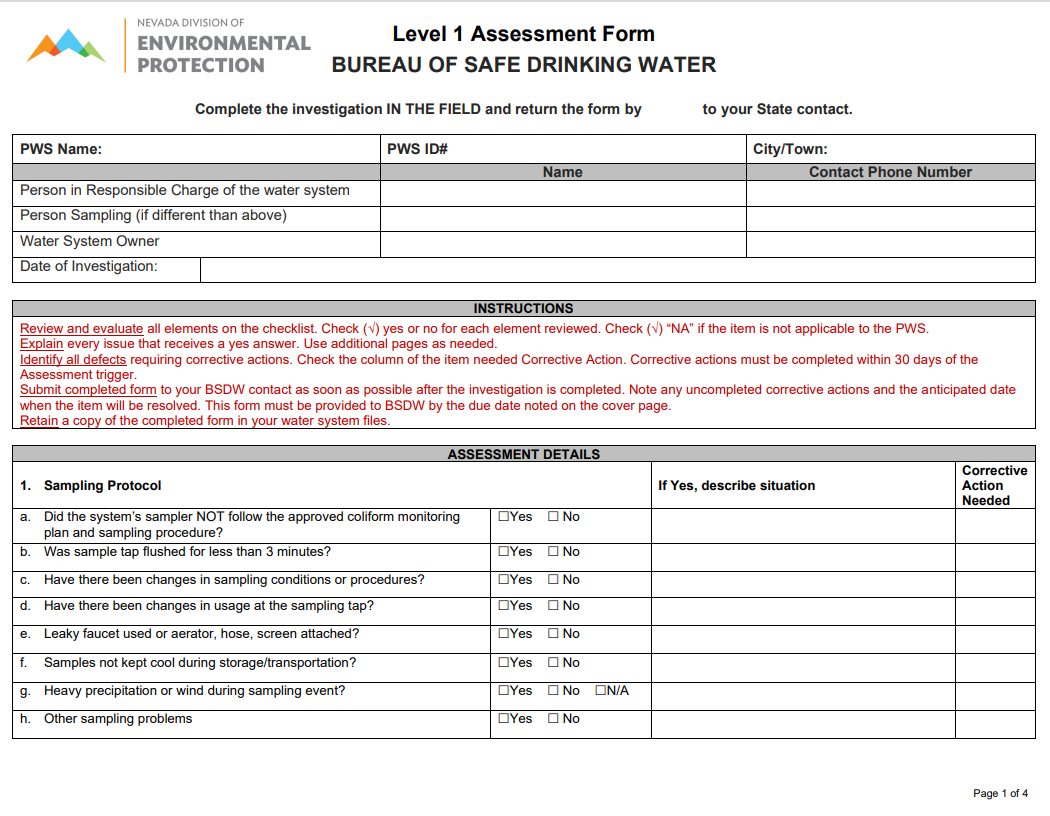 NEVADA DIVISION OF
ENVIRONMENTAL
PROTECTION
Level 1 Assessment Form
BUREAU OF SAFE DRINKING WATER
Complete the investigation IN THE FIELD and return the form by to your State contact.
PWS Name: PWS ID# City/Town:
Name Contact Phone Number
Person in Responsible Charge of the water system
Person Sampling (if different than above)
Water System Owner
Date of Investigation:
INSTRUCTIONS
Review and evaluate all elements on the checklist. Check (√) yes or no for each element reviewed. Check (√) “NA” if the item is not applicable to the PWS.
Explain every issue that receives a yes answer. Use additional pages as needed.
Identify all defects requiring corrective actions. Check the column of the item needed Corrective Action. Corrective actions must be completed within 30 days of the
Assessment trigger.
Submit completed form to your BSDW contact as soon as possible after the investigation is completed. Note any uncompleted corrective actions and the anticipated date
when the item will be resolved. This form must be provided to BSDW by the due date noted on the cover page.
Retain a copy of the completed form in your water system files.
ASSESSMENT DETAILS
1. Sampling Protocol If Yes, describe situation Corrective
Action
Needed
a. Did the system’s sampler NOT follow the approved coliform monitoring ☐Yes ☐ No
plan and sampling procedure?
b. Was sample tap flushed for less than 3 minutes? ☐Yes ☐ No
c. Have there been changes in sampling conditions or procedures? ☐Yes ☐ No
d. Have there been changes in usage at the sampling tap? ☐Yes ☐ No
e. Leaky faucet used or aerator, hose, screen attached? ☐Yes ☐ No
f. Samples not kept cool during storage/transportation? ☐Yes ☐ No
g. Heavy precipitation or wind during sampling event? ☐Yes ☐ No ☐N/A
h. Other sampling problems ☐Yes ☐ No
Page 1 of 4